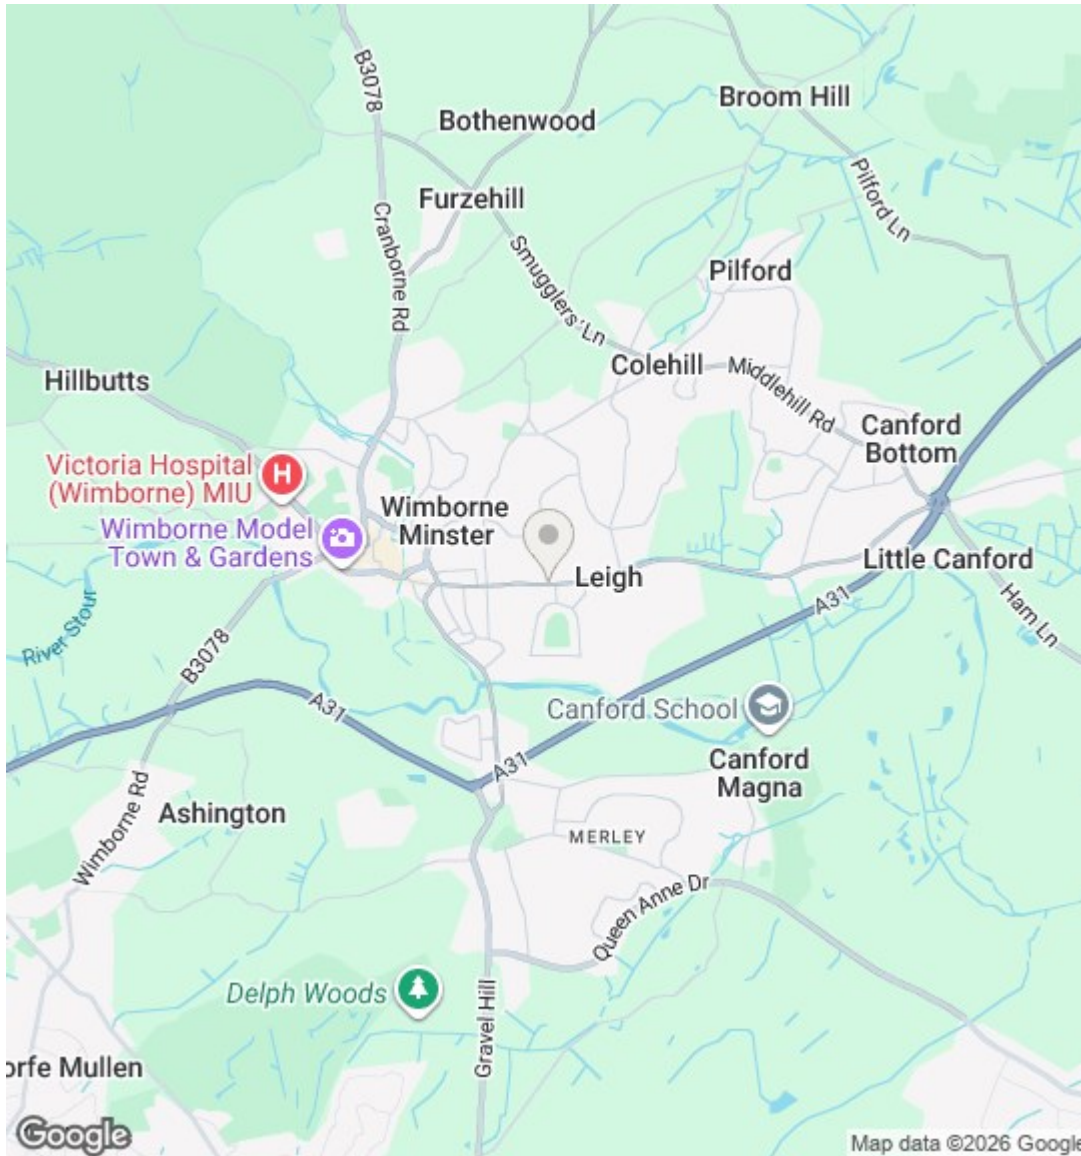 B3078
Bothenwood
Broom Hill
Furzehill
Pilford Ln
Cranborne Rd
Smugglers' Ln
Pilford
Colehill
Middlehill Rd
Hillbutts
Canford
Bottom
Victoria Hospital
(Wimborne) MIU
H
Wimborne
Minster
Wimborne Model
Town & Gardens
Leigh
Little Canford
A31
Ham Ln
River Stour
B3078
A31
Canford School
A31
Canford
Magna
Ashington
MERLEY
Wimborne Rd
Queen Anne Dr
Delph Woods
Gravel Hill
orfe Mullen
Google
Map data ©2026 Google